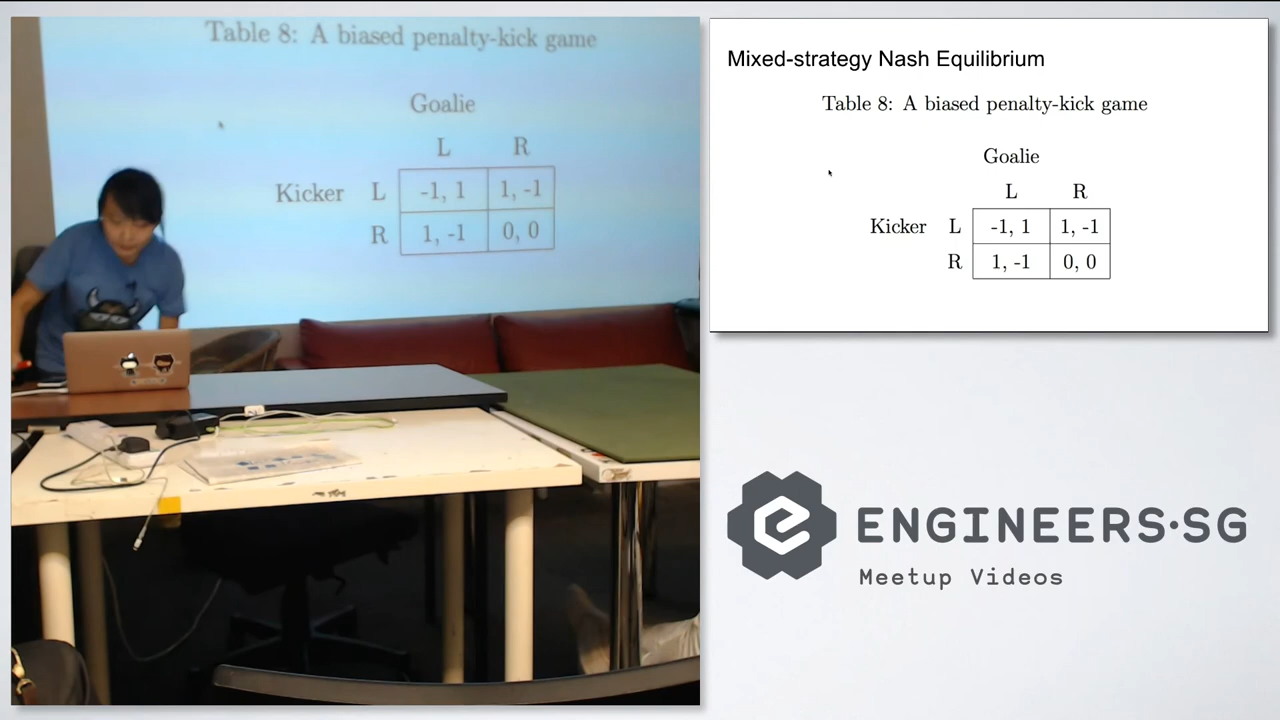 Table 8: A biased penalty-kick game
Goalie
L R
Kicker L -1, 1 1, -1
R 1, -1 0, 0
Mixed-strategy Nash Equilibrium
Table 8: A biased penalty-kick game
Goalie
L R
Kicker L -1, 1 1, -1
R 1, -1 0, 0
e ENGINEERS·SG
Meetup Videos